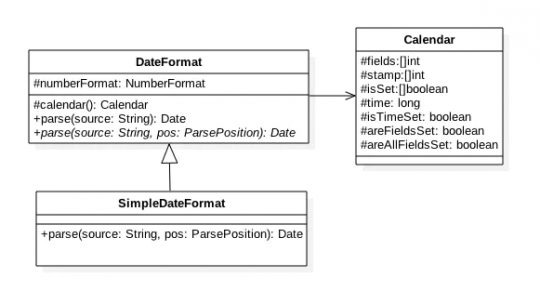 DateFormat
#numberFormat: NumberFormat
#calendar(): Calendar
+parse(source: String): Date
+parse(source: String, pos: ParsePosition): Date
Calendar
#fields:[]int
#stamp:[]int
#isSet:[]boolean
#time: long
#isTimeSet: boolean
#areFieldsSet: boolean
#areAllFieldsSet: boolean
SimpleDateFormat
+parse(source: String, pos: ParsePosition): Date